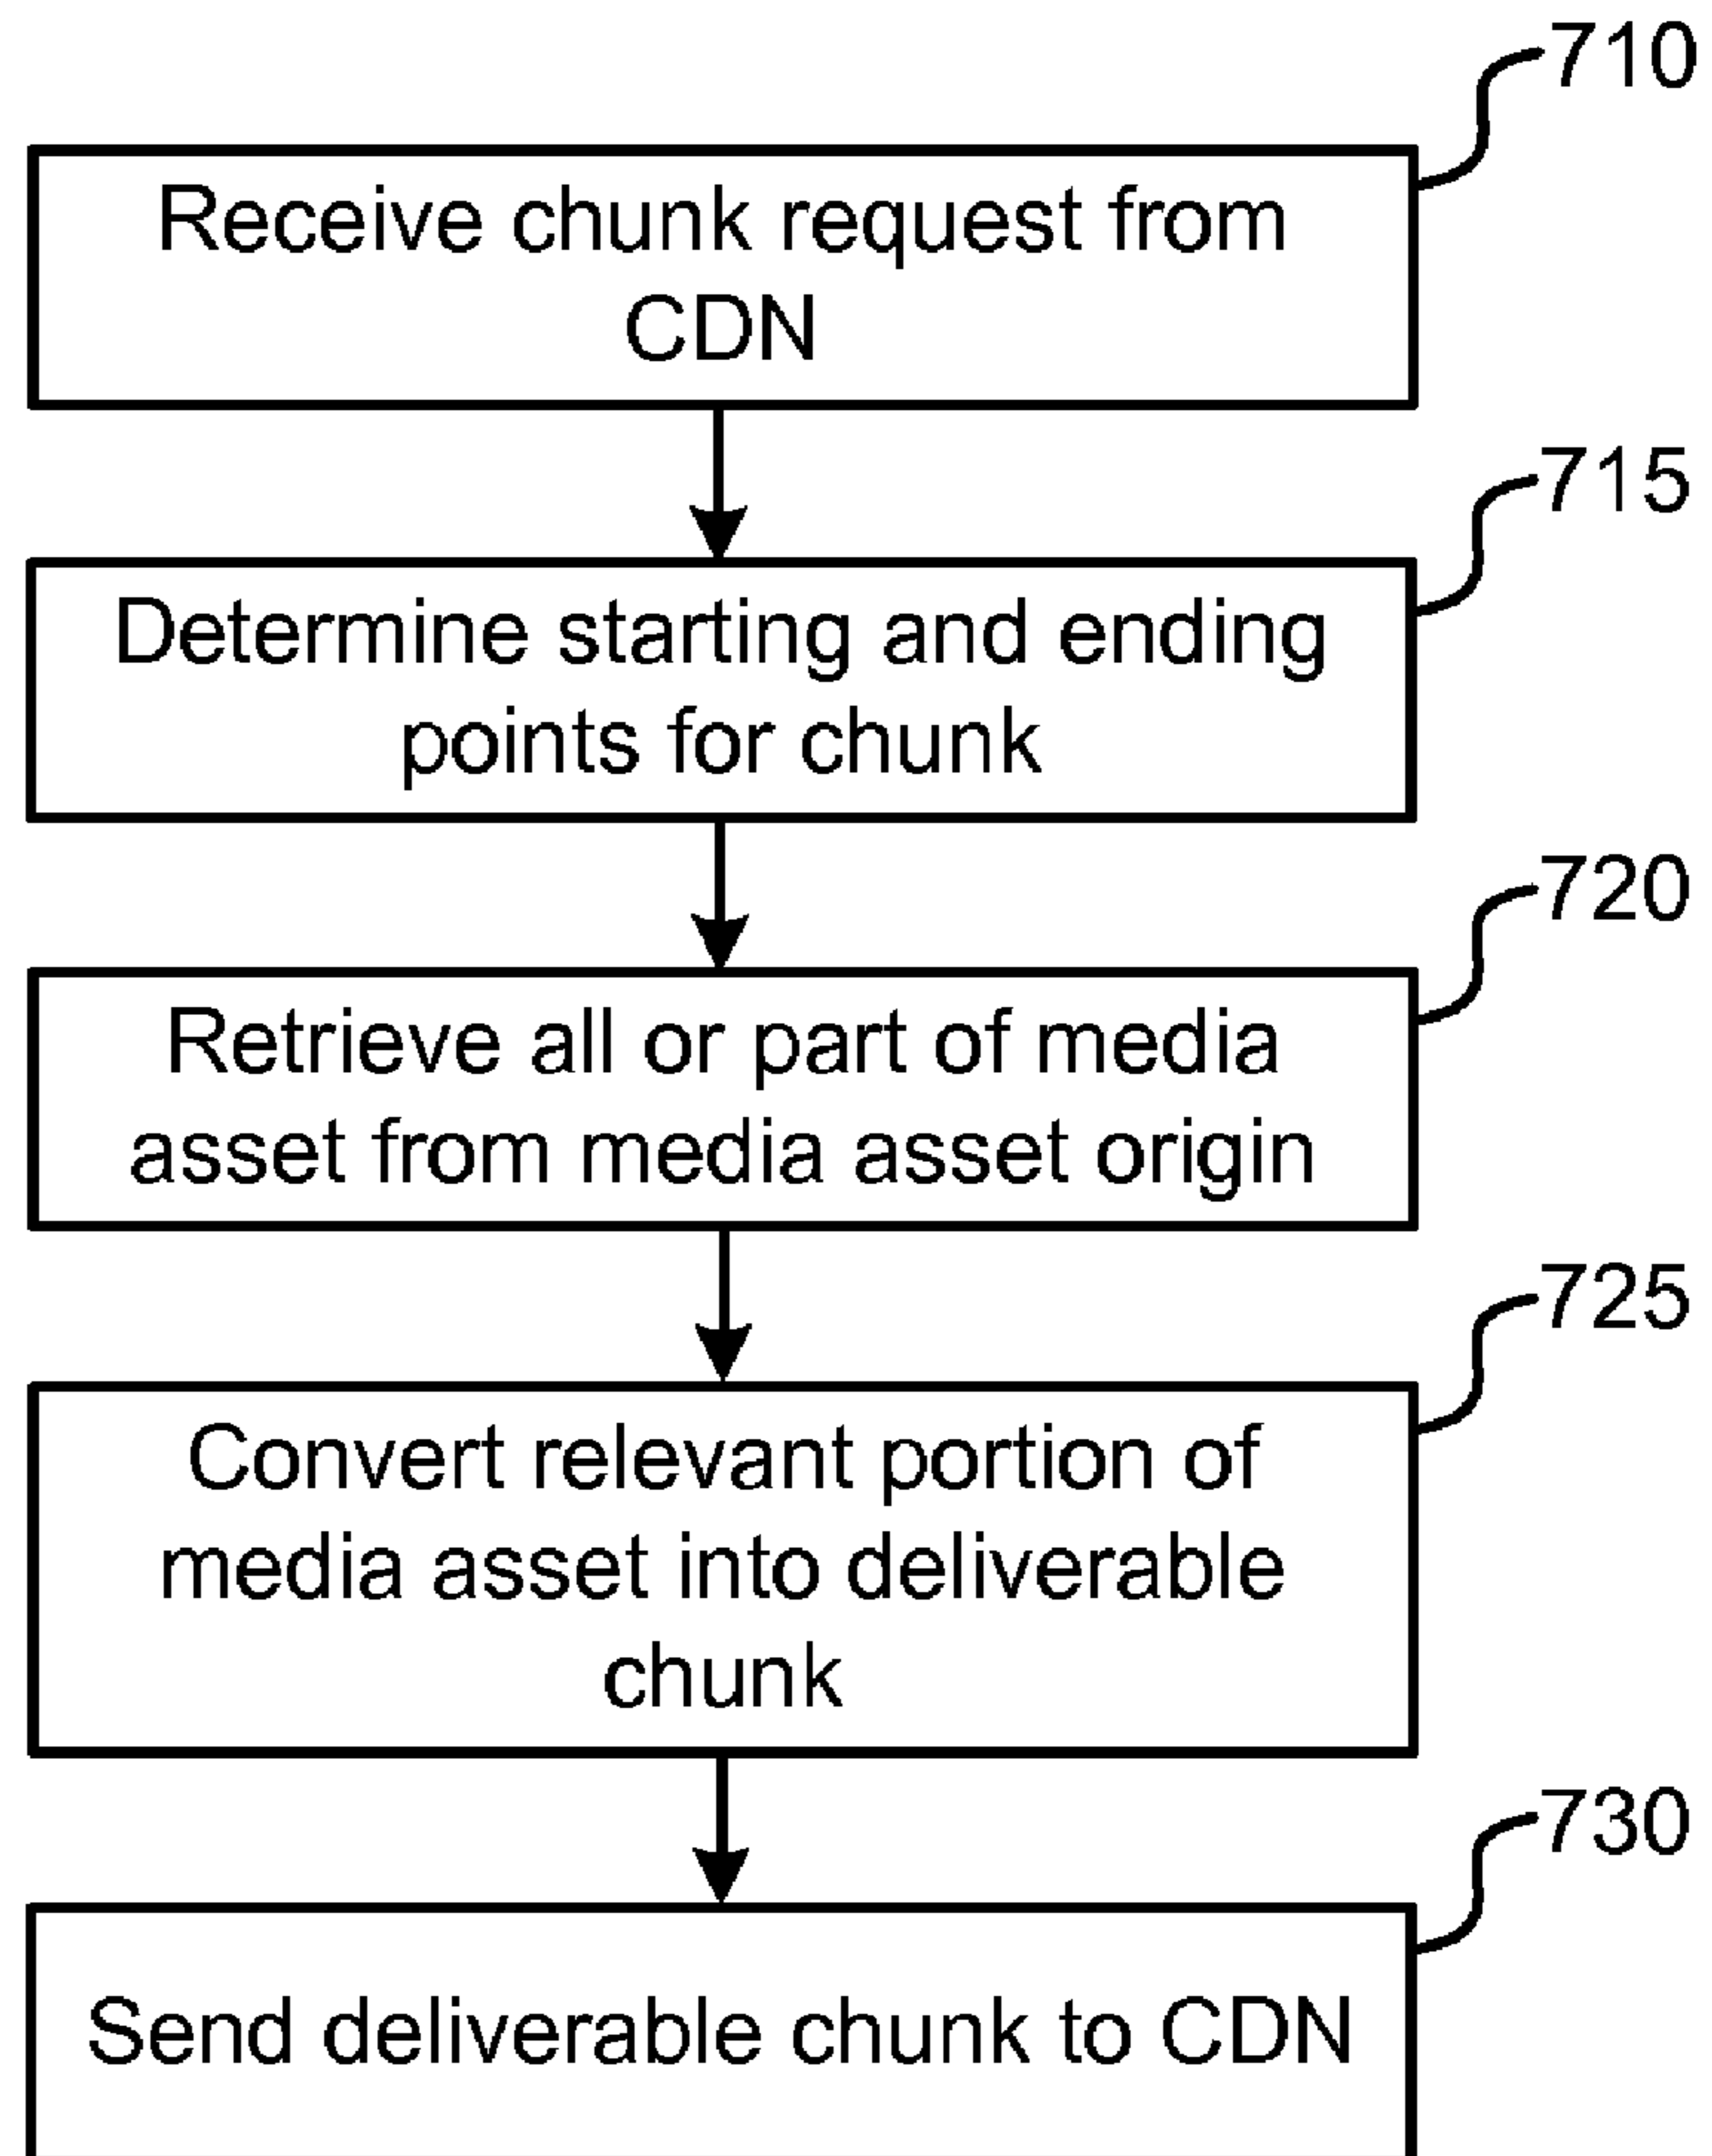 710
Receive chunk request from
CDN
715
Determine starting and ending
points for chunk
720
Retrieve all or part of media
asset from media asset origin
725
Convert relevant portion of
media asset into deliverable
chunk
730
Send deliverable chunk to CDN